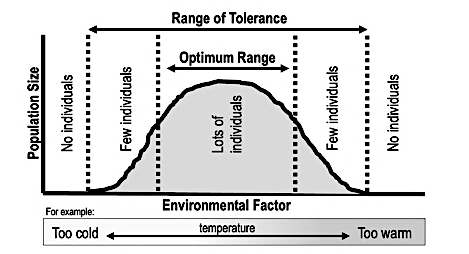 Range of Tolerance
Optimum Range
Population Size
No individuals
Few individuals
Lots of
individuals
Few individuals
No individuals
Environmental Factor
For example:
Too cold
temperature
Too warm